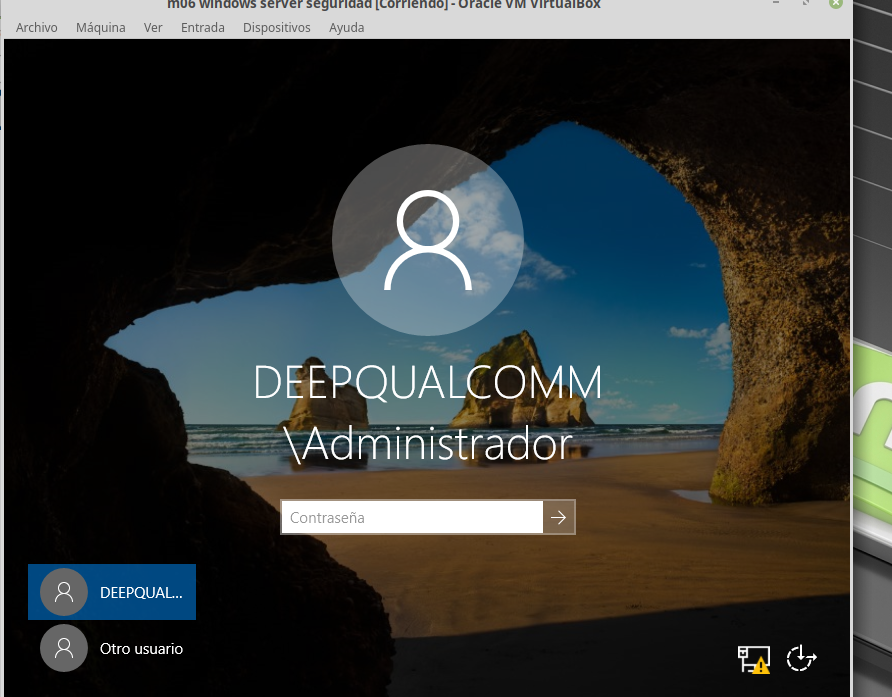 m06 windows server seguridad [Corriendo] - Oracle VM VirtualBox
Archivo Máquina Ver Entrada Dispositivos Ayuda
DEEPQUALCOMM
\Administrador
Contraseña
DEEPQUAL...
Otro usuario